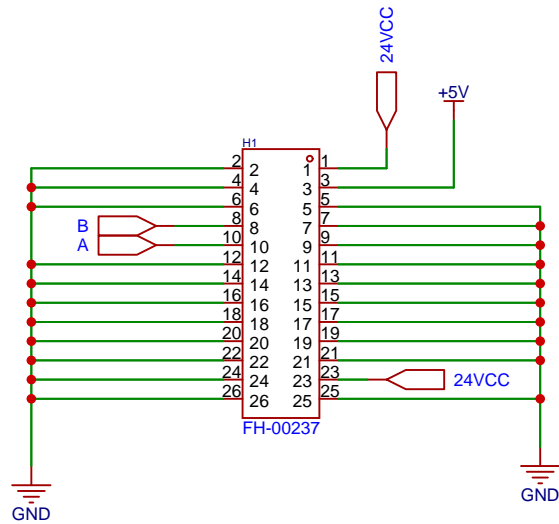 24VCC
+5V
H1
2 2 1 1
4 4 3 3
6 6 5 5
B 8 8 7 7
A 10 10 9 9
12 12 11 11
14 14 13 13
16 16 15 15
18 18 17 17
20 20 19 19
22 22 21 21
24 24 23 23 24VCC
26 26 25 25
FH-00237
GND GND